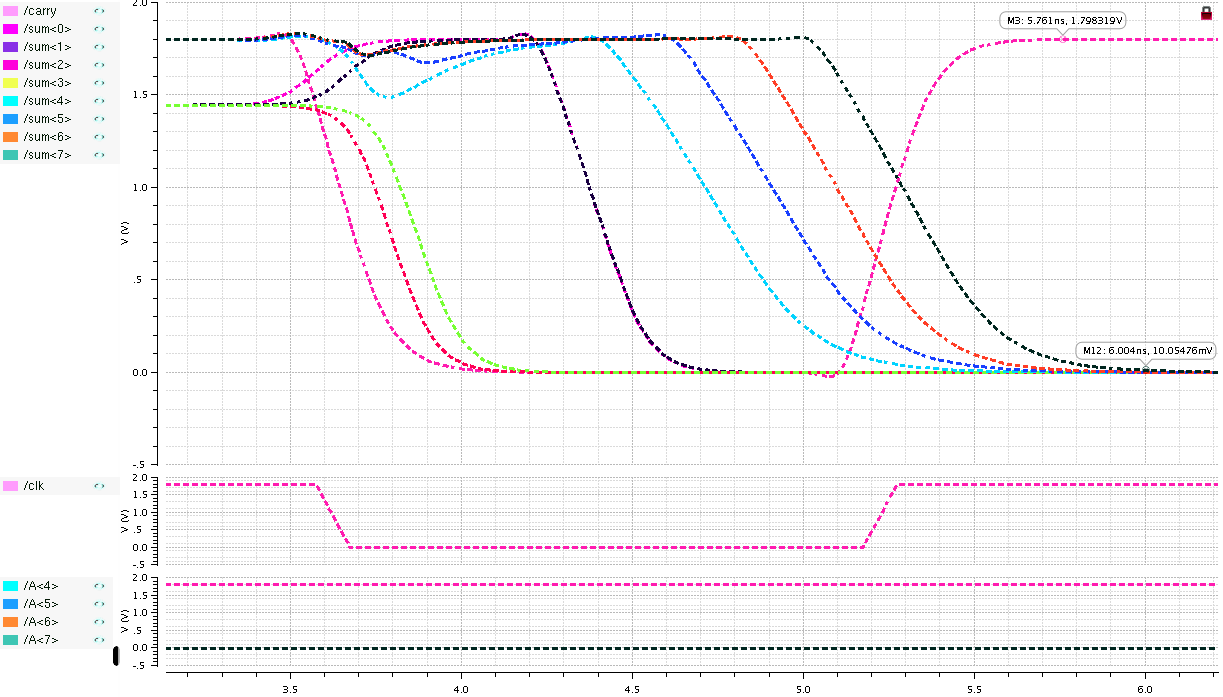 /carry
/sum<0>
/sum<1>
/sum<2>
/sum<3>
/sum<4>
/sum<5>
/sum<6>
/sum<7>
2.0
1.5
1.0
.5
0.0
-.5
V (V)
M3: 5.761ns, 1.798319V
M12: 6.004ns, 10.05476mV
/clk
2.0
1.5
1.0
.5
0.0
-.5
V (V)
/A<4>
/A<5>
/A<6>
/A<7>
2.0
1.5
1.0
.5
0.0
-.5
V (V)
3.5 4.0 4.5 5.0 5.5 6.0